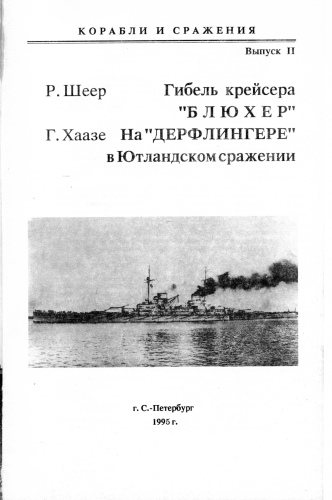 КОРАБЛИ И СРАЖЕНИЯ
Выпуск II
Р. Шеер Гибель крейсера
"БЛЮХЕР"
Г. Хаазе На "ДЕРФЛИНГЕРЕ"
в Ютландском сражении
г. С.-Петербург
1995 г.